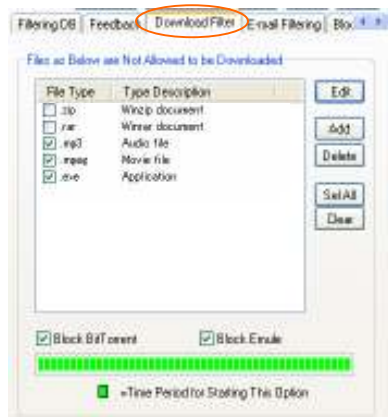 Filtering DB Feedback Download Filter E-mail Filtering Bloc
Files as Below are Not Allowed to be Downloaded
File Type Type Description Edit
.zip Winzip document
.rar Winrar document Add
.mp3 Audio file
.mpeg Movie file Delete
.exe Application
Sel All
Clear
Block BitTorrent Block Emule
=Time Period for Starting This Option